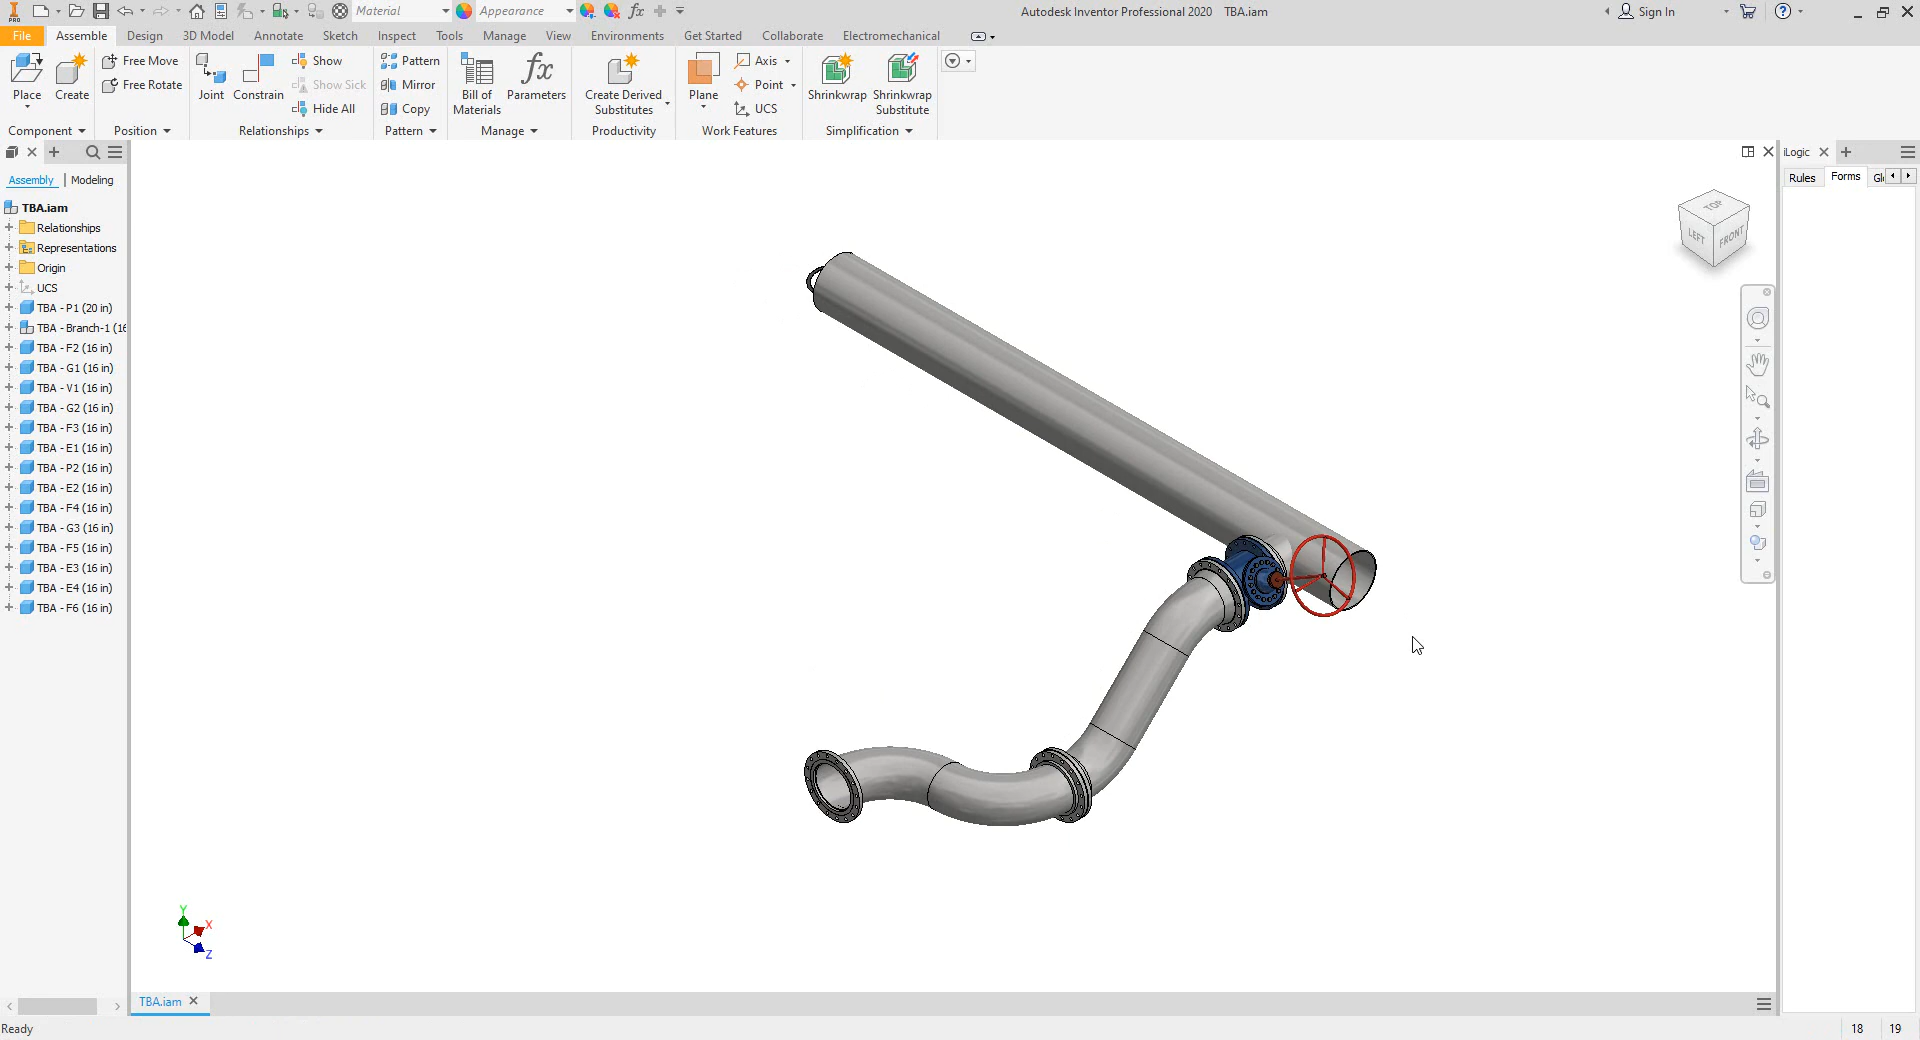 PRO
Material
Appearance
fx
Autodesk Inventor Professional 2020 TBA.iam
Sign In
File Assemble Design 3D Model Annotate Sketch Inspect Tools Manage View Environments Get Started Collaborate Electromechanical
Place
Create
Free Move
Free Rotate
Joint
Constrain
Show
Show Sick
Hide All
Pattern
Mirror
Copy
Bill of
Materials
fx
Parameters
Create Derived
Substitutes
Plane
Axis
Point
UCS
Shrinkwrap
Shrinkwrap
Substitute
Component Position Relationships Pattern Manage Productivity Work Features Simplification
iLogic
Assembly | Modeling
Rules Forms Gl
TBA.iam
Relationships
Representations
Origin
UCS
TBA - P1 (20 in)
TBA - Branch-1 (16
TBA - F2 (16 in)
TBA - G1 (16 in)
TBA - V1 (16 in)
TBA - G2 (16 in)
TBA - F3 (16 in)
TBA - E1 (16 in)
TBA - P2 (16 in)
TBA - E2 (16 in)
TBA - F4 (16 in)
TBA - G3 (16 in)
TBA - F5 (16 in)
TBA - E3 (16 in)
TBA - E4 (16 in)
TBA - F6 (16 in)
TOP
LEFT
FRONT
Y
X
Z
TBA.iam
Ready
18 19